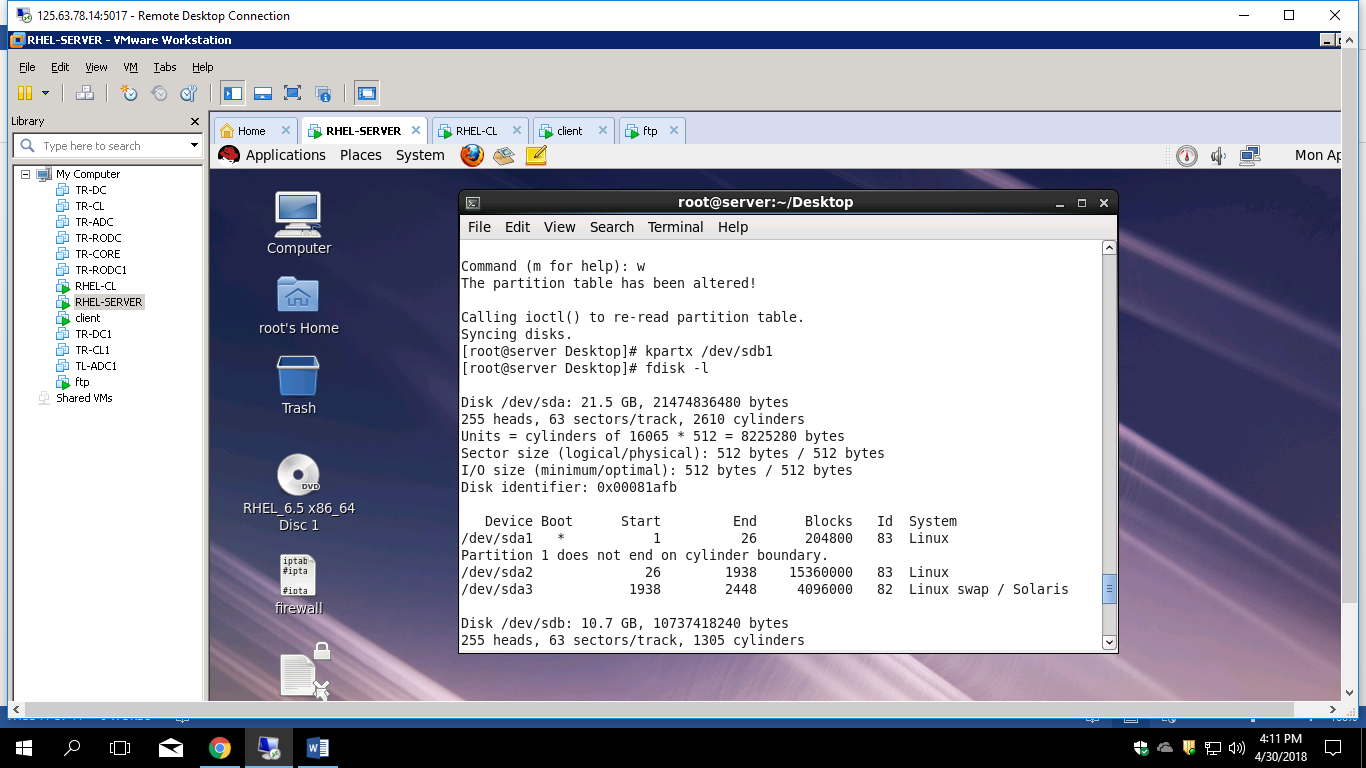 125.63.78.14:5017 - Remote Desktop Connection
RHEL-SERVER - VMware Workstation
File Edit View VM Tabs Help
Library
Type here to search
My Computer
TR-DC
TR-CL
TR-ADC
TR-RODC
TR-CORE
TR-RODC1
RHEL-CL
RHEL-SERVER
client
TR-DC1
TR-CL1
TL-ADC1
ftp
Shared VMs
Home RHEL-SERVER RHEL-CL client ftp
Applications Places System Mon Ap
Computer
root's Home
Trash
DVD
RHEL_6.5 x86_64
Disc 1
iptab
#ipta
#ipta
firewall
root@server:~/Desktop
File Edit View Search Terminal Help
Command (m for help): w
The partition table has been altered!
Calling ioctl() to re-read partition table.
Syncing disks.
[root@server Desktop]# kpartx /dev/sdb1
[root@server Desktop]# fdisk -l
Disk /dev/sda: 21.5 GB, 21474836480 bytes
255 heads, 63 sectors/track, 2610 cylinders
Units = cylinders of 16065 * 512 = 8225280 bytes
Sector size (logical/physical): 512 bytes / 512 bytes
I/O size (minimum/optimal): 512 bytes / 512 bytes
Disk identifier: 0x00081afb
Device Boot Start End Blocks Id System
/dev/sda1 * 1 26 204800 83 Linux
Partition 1 does not end on cylinder boundary.
/dev/sda2 26 1938 15360000 83 Linux
/dev/sda3 1938 2448 4096000 82 Linux swap / Solaris
Disk /dev/sdb: 10.7 GB, 10737418240 bytes
255 heads, 63 sectors/track, 1305 cylinders
4:11 PM
4/30/2018